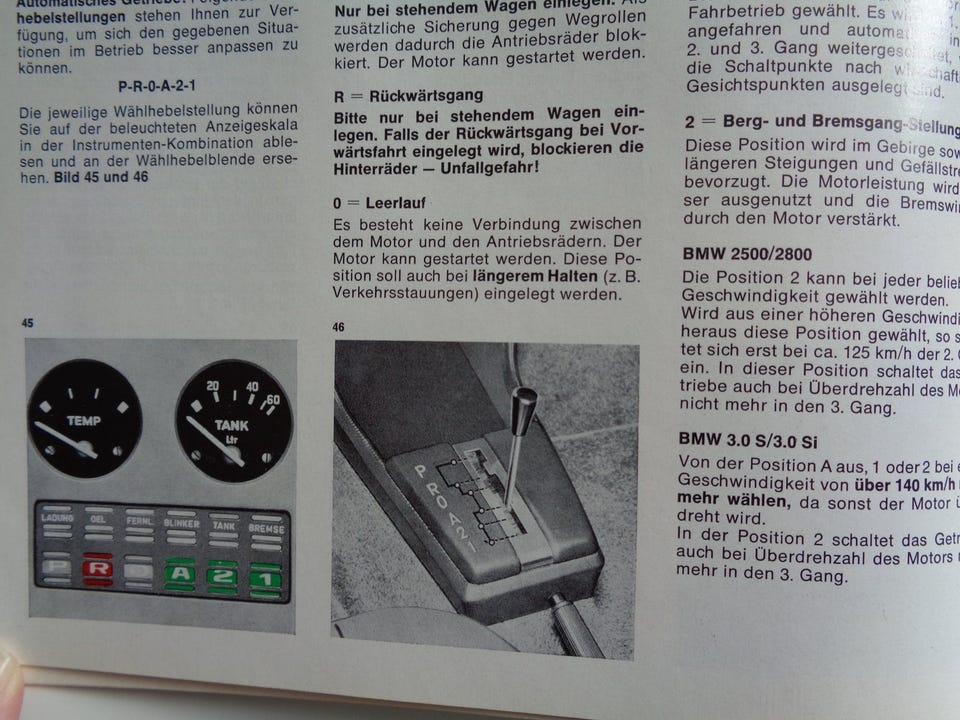 Automatisches Getriebe.
hebelstellungen stehen Ihnen zur Ver-
fügung, um sich den gegebenen Situa-
tionen im Betrieb besser anpassen zu
können.
P-R-0-A-2-1
Die jeweilige Wählhebelstellung können
Sie auf der beleuchteten Anzeigeskala
in der Instrumenten-Kombination able-
sen und an der Wählhebelblende erse-
hen. Bild 45 und 46
45
TEMP
20 40 60
TANK
Ltr
LADUNG OEL FERNL. BLINKER TANK BREMSE
P R 0 A 2 1
Nur bei stehendem Wagen einlegen. Als
zusätzliche Sicherung gegen Wegrollen
werden dadurch die Antriebsräder blok-
kiert. Der Motor kann gestartet werden.
R = Rückwärtsgang
Bitte nur bei stehendem Wagen ein-
legen. Falls der Rückwärtsgang bei Vor-
wärtsfahrt eingelegt wird, blockieren die
Hinterräder – Unfallgefahr!
0 = Leerlauf
Es besteht keine Verbindung zwischen
dem Motor und den Antriebsrädern. Der
Motor kann gestartet werden. Diese Po-
sition soll auch bei längerem Halten (z. B.
Verkehrsstauungen) eingelegt werden.
46
P R 0 A 2 1
Fahrbetrieb gewählt. Es
angefahren und
2. und 3. Gang
die Schaltpunkte nach
Gesichtspunkten ausgelegt sind.
2 = Berg- und Bremsgang-Stellung
Diese Position wird im Gebirge
längeren Steigungen und
bevorzugt. Die Motorleistung wird
ser ausgenutzt und die
durch den Motor verstärkt.
BMW 2500/2800
Die Position 2 kann bei jeder
Geschwindigkeit gewählt werden.
Wird aus einer höheren
heraus diese Position gewählt, so
tet sich erst bei ca. 125 km/h der 2.
ein. In dieser Position schaltet das
triebe auch bei Überdrehzahl des
nicht mehr in den 3. Gang.
BMW 3.0 S/3.0 Si
Von der Position A aus, 1 oder 2 bei
Geschwindigkeit von über 140 km/h
mehr wählen, da sonst der Motor
dreht wird.
In der Position 2 schaltet das
auch bei Überdrehzahl des Motors
mehr in den 3. Gang.